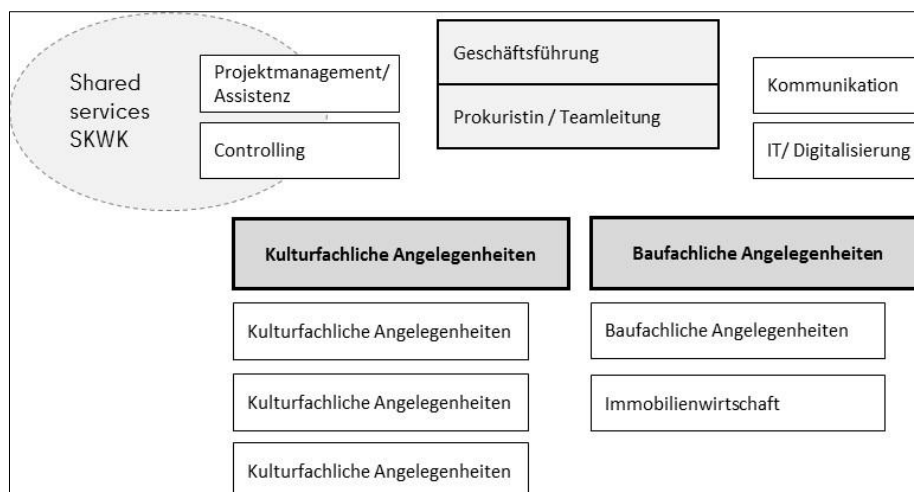 Shared
services
SKWK
Projektmanagement/
Assistenz
Controlling
Geschäftsführung
Prokuristin / Teamleitung
Kommunikation
IT/ Digitalisierung
Kulturfachliche Angelegenheiten
Kulturfachliche Angelegenheiten
Kulturfachliche Angelegenheiten
Kulturfachliche Angelegenheiten
Baufachliche Angelegenheiten
Baufachliche Angelegenheiten
Immobilienwirtschaft